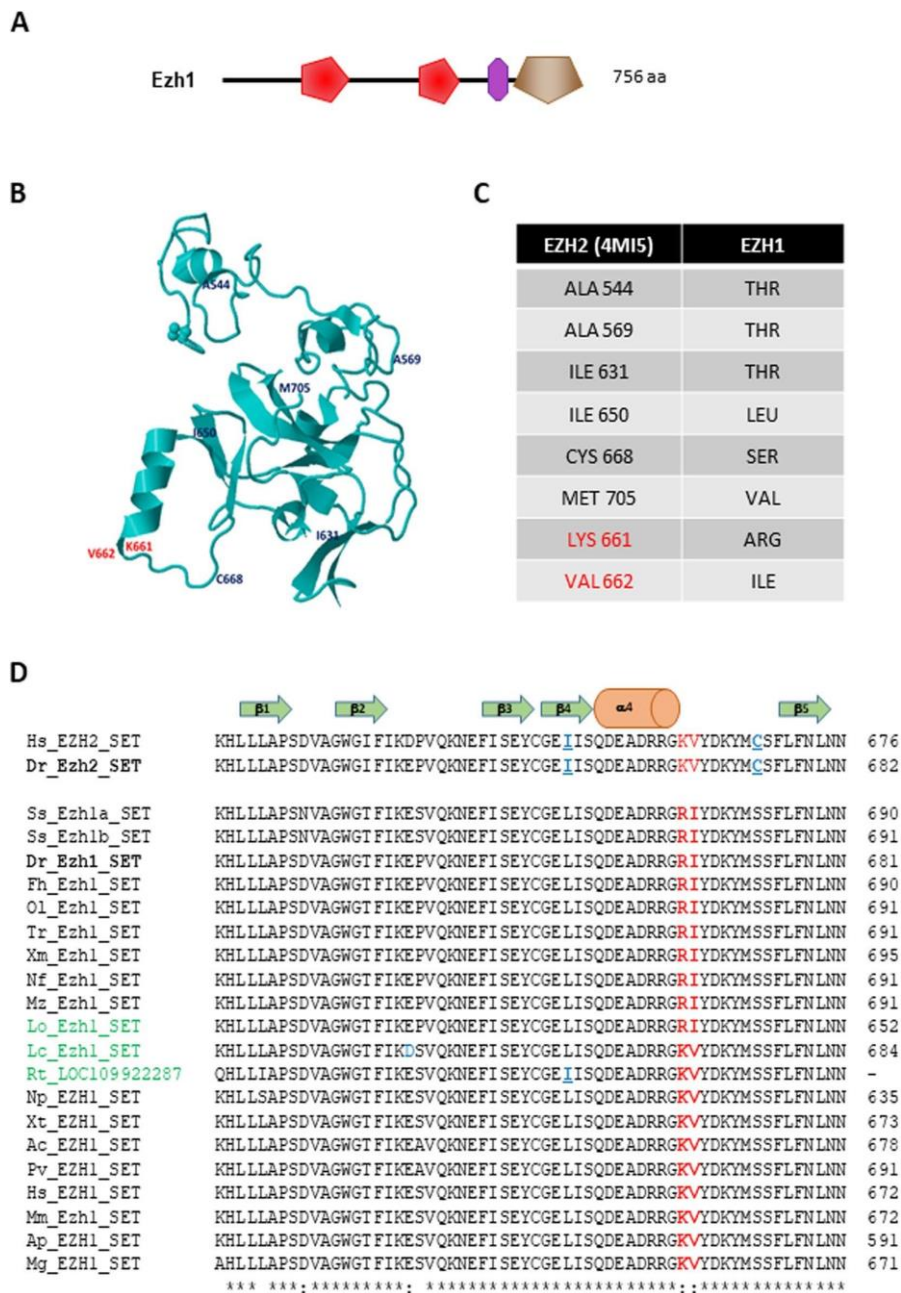 A
Ezh1
756 aa
B
A544
A569
M705
I650
V662
K661
I631
C668
C
EZH2 (4MI5) EZH1
ALA 544 THR
ALA 569 THR
ILE 631 THR
ILE 650 LEU
CYS 668 SER
MET 705 VAL
LYS 661 ARG
VAL 662 ILE
D
β1 β2 β3 β4 α4 β5
Hs_EZH2_SET KHLLLAPSDVAGWGIFIKDPVQKNEFISEYCGEIISQDEADRRGKVYDKYMCSFLFNLNN 676
Dr_Ezh2_SET KHLLLAPSDVAGWGIFIKDPVQKNEFISEYCGEIISQDEADRRGKVYDKYMCSFLFNLNN 682
Ss_Ezh1a_SET KHLLLAPSNVAGWGTFIKEPVQKNEFISEYCGELISQDEADRRGRIYDKYMSSFLFNLNN 690
Ss_Ezh1b_SET KHLLLAPSDVAGWGTFIKEPVQKNEFISEYCGELISQDEADRRGRIYDKYMSSFLFNLNN 691
Dr_Ezh1_SET KHLLLAPSDVAGWGTFIKEPVQKNEFISEYCGELISQDEADRRGRIYDKYMSSFLFNLNN 681
Fh_Ezh1_SET KHLLLAPSDVAGWGTFIKEPVQKNEFISEYCGELISQDEADRRGRIYDKYMSSFLFNLNN 690
Ol_Ezh1_SET KHLLLAPSDVAGWGTFIKEPVQKNEFISEYCGELISQDEADRRGRIYDKYMSSFLFNLNN 691
Tr_Ezh1_SET KHLLLAPSDVAGWGTFIKEPVQKNEFISEYCGELISQDEADRRGRIYDKYMSSFLFNLNN 691
Xm_Ezh1_SET KHLLLAPSDVAGWGTFIKEPVQKNEFISEYCGELISQDEADRRGRIYDKYMSSFLFNLNN 695
Nf_Ezh1_SET KHLLLAPSDVAGWGTFIKEPVQKNEFISEYCGELISQDEADRRGRIYDKYMSSFLFNLNN 691
Mz_Ezh1_SET KHLLLAPSDVAGWGTFIKEPVQKNEFISEYCGELISQDEADRRGRIYDKYMSSFLFNLNN 691
Lo_Ezh1_SET KHLLLAPSDVAGWGTFIKEPVQKNEFISEYCGELISQDEADRRGRIYDKYMSSFLFNLNN 652
Lc_Ezh1_SET KHLLLAPSDVAGWGTFIKDSVQKNEFISEYCGELISQDEADRRGKVYDKYMSSFLFNLNN 684
Rt_LOC109922287 QHLLIAPSDVAGWGTFIKESVQKNEFISEYCGEIISQDEADRRGKVYDKYMSSFLFNLNN -
Np_EZH1_SET KHLLSAPSDVAGWGTFIKESVQKNEFISEYCGELISQDEADRRGKVYDKYMSSFLFNLNN 635
Xt_EZH1_SET KHLLLAPSDVAGWGTFIKESVQKNEFISEYCGELISQDEADRRGKVYDKYMSSFLFNLNN 673
Ac_EZH1_SET KHLLLAPSDVAGWGTFIKEAVQKNEFISEYCGELISQDEADRRGKVYDKYMSSFLFNLNN 678
Pv_EZH1_SET KHLLLAPSDVAGWGTFIKEAVQKNEFISEYCGELISQDEADRRGKVYDKYMSSFLFNLNN 691
Hs_EZH1_SET KHLLLAPSDVAGWGTFIKESVQKNEFISEYCGELISQDEADRRGKVYDKYMSSFLFNLNN 672
Mm_Ezh1_SET KHLLLAPSDVAGWGTFIKESVQKNEFISEYCGELISQDEADRRGKVYDKYMSSFLFNLNN 672
Ap_EZH1_SET KHLLLAPSDVAGWGTFIKESVQKNEFISEYCGELISQDEADRRGKVYDKYMSSFLFNLNN 591
Mg_EZH1_SET AHLLLAPSDVAGWGTFIKESVQKNEFISEYCGELISQDEADRRGKVYDKYMSSFLFNLNN 671
*** ***:*********: ************************::**************